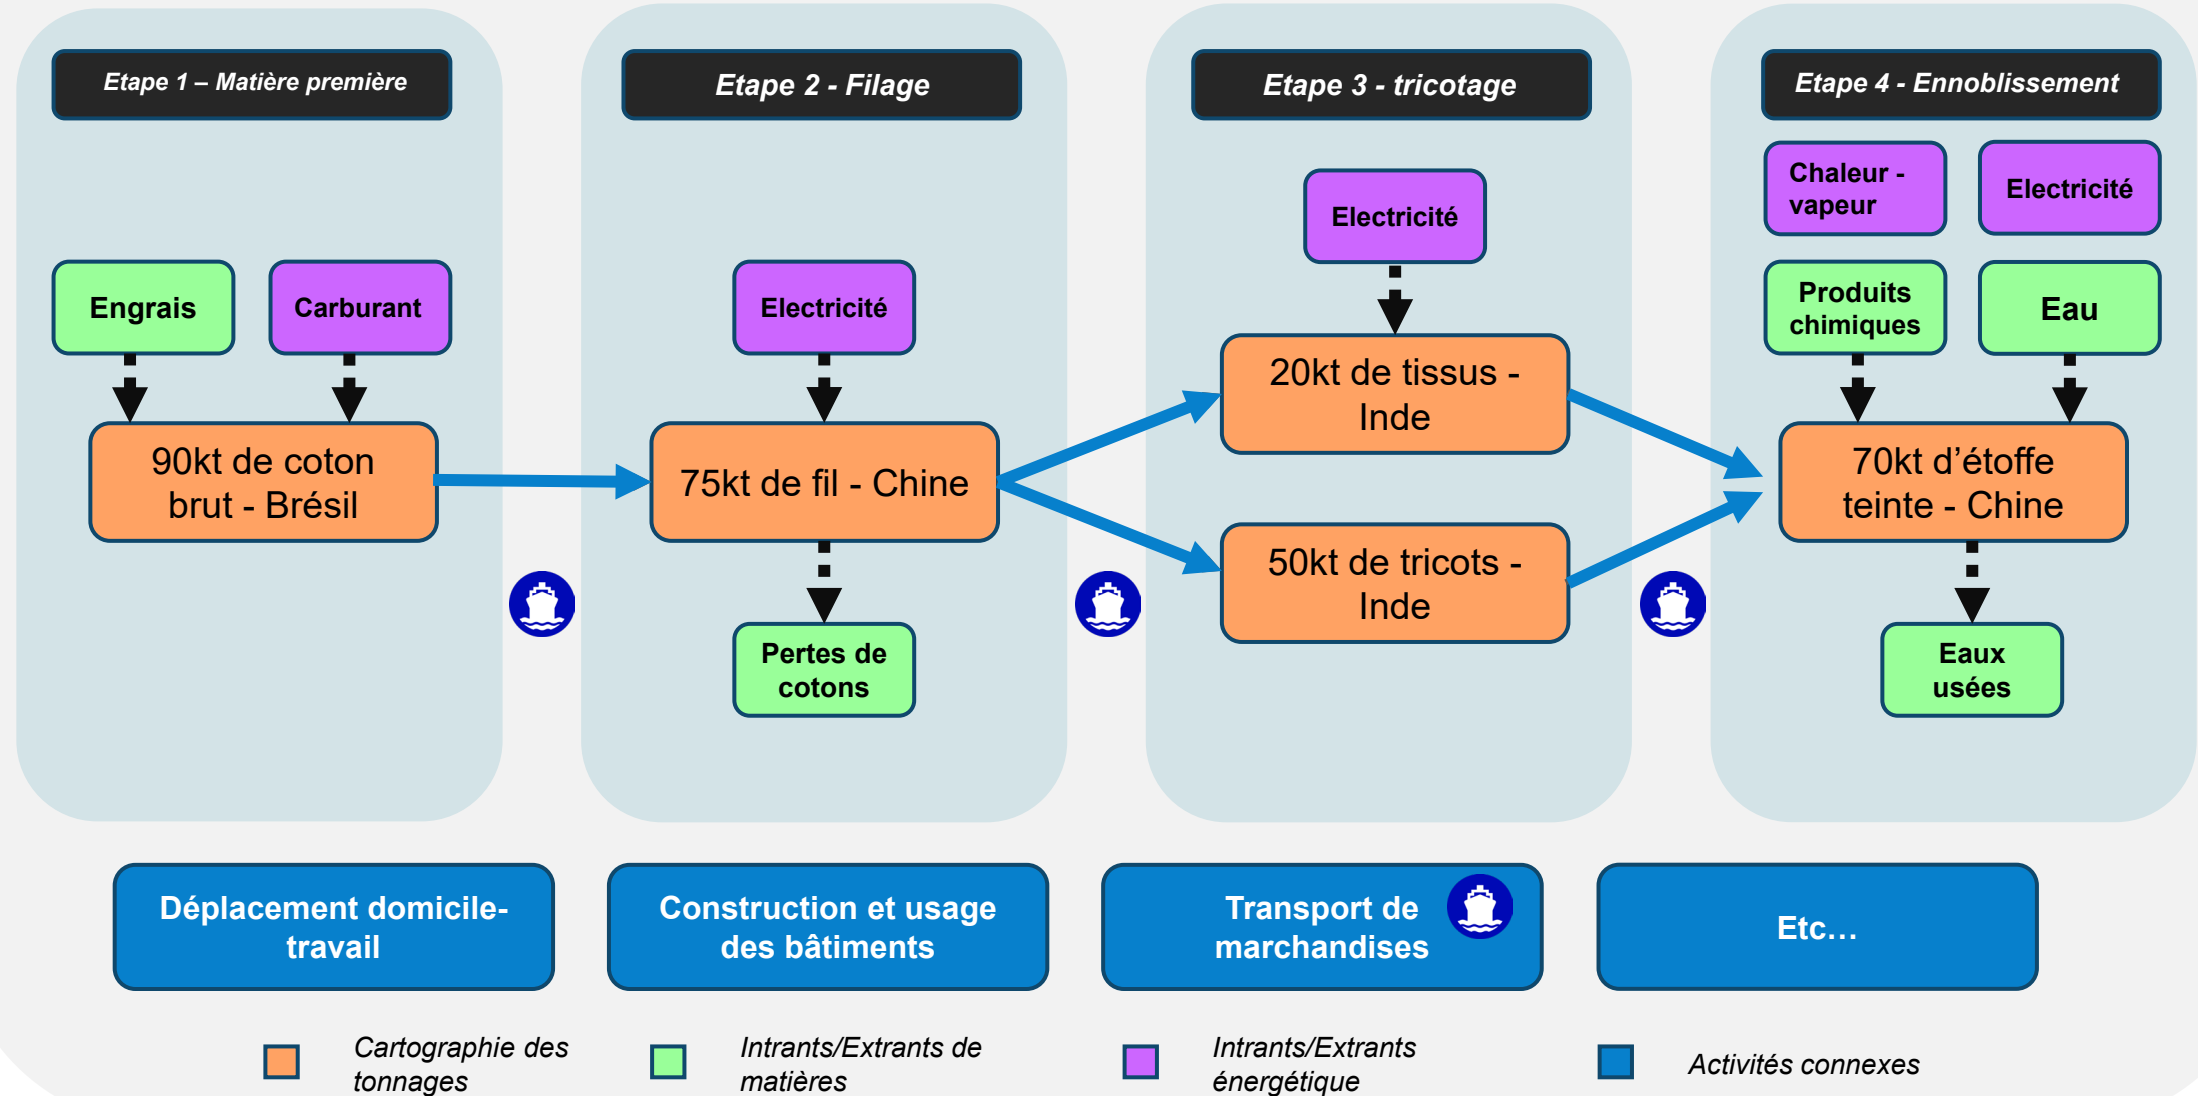 Etape 1 – Matière première
Etape 2 - Filage
Etape 3 - tricotage
Etape 4 - Ennoblissement
Engrais
Carburant
90kt de coton
brut - Brésil
Electricité
75kt de fil - Chine
Pertes de
cotons
Electricité
20kt de tissus -
Inde
50kt de tricots -
Inde
Chaleur -
vapeur
Electricité
Produits
chimiques
Eau
70kt d’étoffe
teinte - Chine
Eaux
usées
Déplacement domicile-
travail
Construction et usage
des bâtiments
Transport de
marchandises
Etc…
Cartographie des
tonnages
Intrants/Extrants de
matières
Intrants/Extrants
énergétique
Activités connexes